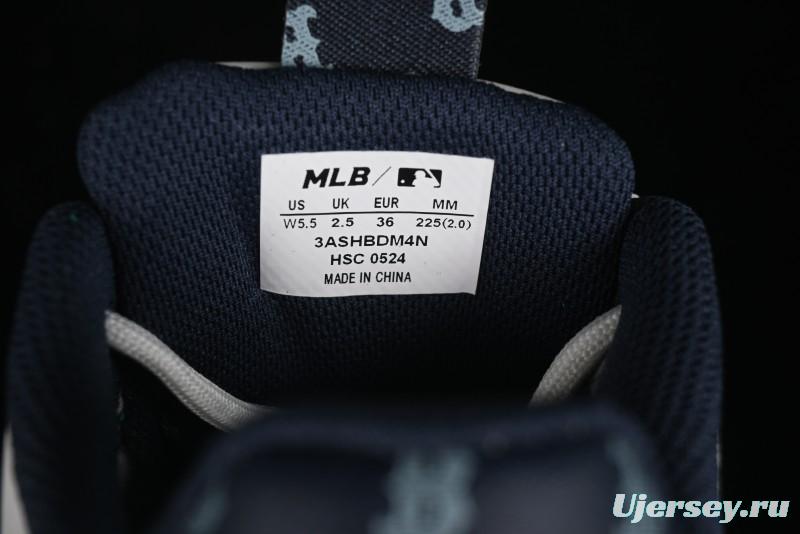 MLB /
US UK EUR MM
W5.5 2.5 36 225(2.0)
3ASHBDM4N
HSC 0524
MADE IN CHINA
Ujersey.ru